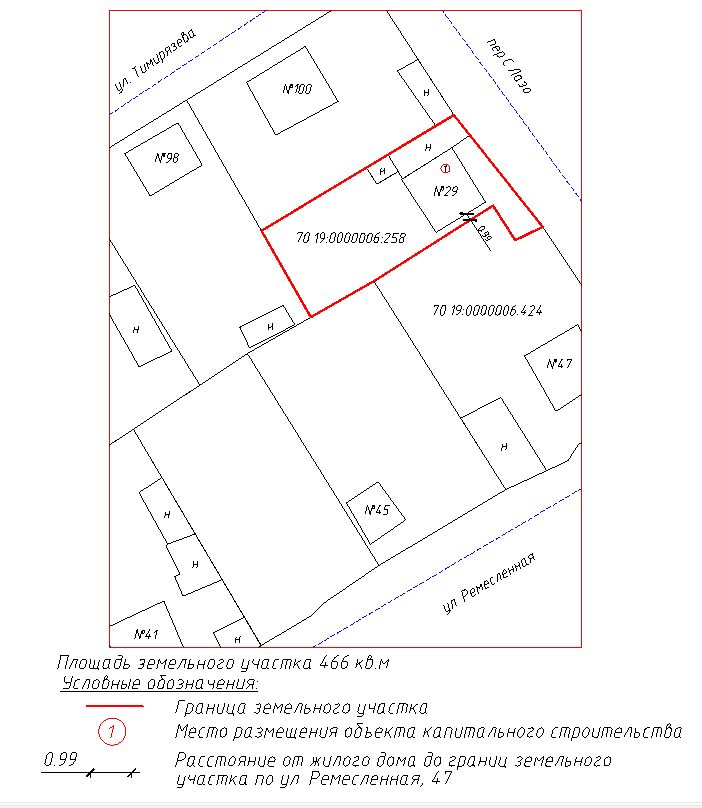 ул. Тимирязева
пер С Лазо
№100
н
№98
н
н
1
№29
70 19:0000006:258
0.99
70 19:0000006.424
н
н
№47
н
№45
н
н
ул Ремесленная
№41
н
Площадь земельного участка 466 кв.м
Условные обозначения:
Граница земельного участка
1 Место размещения объекта капитального строительства
0.99 Расстояние от жилого дома до границ земельного
участка по ул Ремесленная, 47